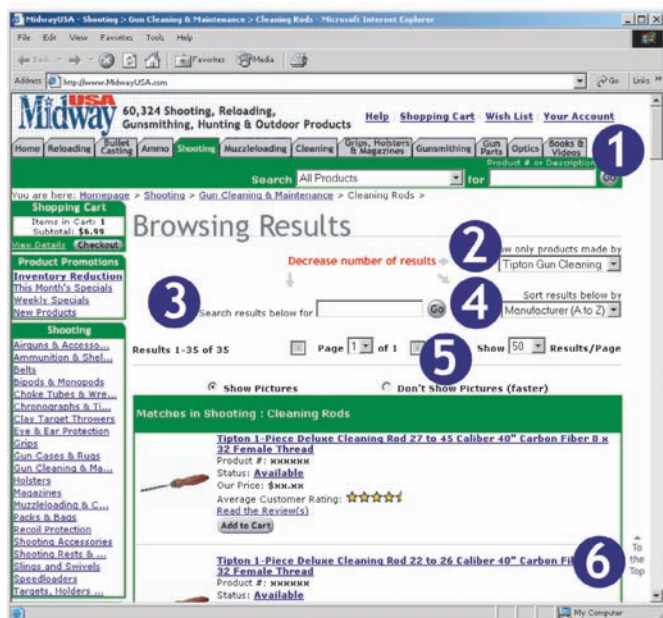 MidwayUSA - Shooting > Gun Cleaning & Maintenance > Cleaning Rods - Microsoft Internet Explorer
File Edit View Favorites Tools Help
Back Favorites Media
Address http://www.MidwayUSA.com Go Links »
Midway USA
60,324 Shooting, Reloading,
Gunsmithing, Hunting & Outdoor Products
Help Shopping Cart Wish List Your Account
Home Reloading Bullet Casting Ammo Shooting Muzzleloading Cleaning Grips, Holsters & Magazines Gunsmithing Gun Parts Optics Books & Videos
1
Product # or Description
Search All Products for Go
You are here: Homepage > Shooting > Gun Cleaning & Maintenance > Cleaning Rods >
Shopping Cart
Items in Cart: 1
Subtotal: $6.99
View Details Checkout
Browsing Results
2
only products made by
Decrease number of results
Tipton Gun Cleaning
Product Promotions
Inventory Reduction
This Month's Specials
Weekly Specials
New Products
3
Search results below for Go
4
Sort results below by
Manufacturer (A to Z)
Results 1-35 of 35 Page 1 of 1
5
Show 50 Results/Page
Show Pictures Don't Show Pictures (faster)
Shooting
Airguns & Accesso...
Ammunition & Shel...
Belts
Bipods & Monopods
Choke Tubes & Wre...
Chronographs & Ti...
Clay Target Throwers
Eye & Ear Protection
Grips
Gun Cases & Rugs
Gun Cleaning & Ma...
Holsters
Magazines
Muzzleloading & C...
Packs & Bags
Recoil Protection
Shooting Accessories
Shooting Rests & ...
Slings and Swivels
Speedloaders
Targets, Holders ...
Matches in Shooting : Cleaning Rods
Tipton 1-Piece Deluxe Cleaning Rod 27 to 45 Caliber 40" Carbon Fiber 8 x
32 Female Thread
Product #: xxxxxx
Status: Available
Our Price: $xx.xx
Average Customer Rating:
Read the Review(s)
Add to Cart
6
To
the
Top
Tipton 1-Piece Deluxe Cleaning Rod 22 to 26 Caliber 40" Carbon
32 Female Thread
Product #: xxxxxx
Status: Available
My Computer